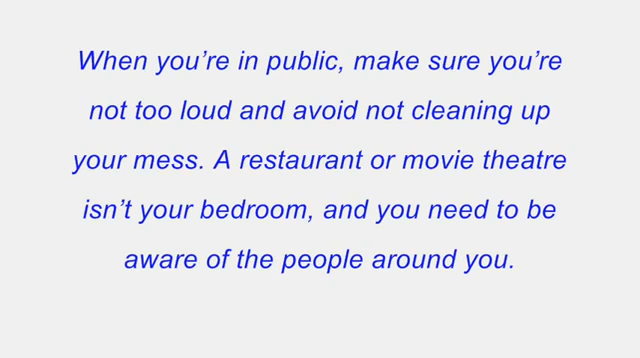 When you’re in public, make sure you’re
not too loud and avoid not cleaning up
your mess. A restaurant or movie theatre
isn’t your bedroom, and you need to be
aware of the people around you.